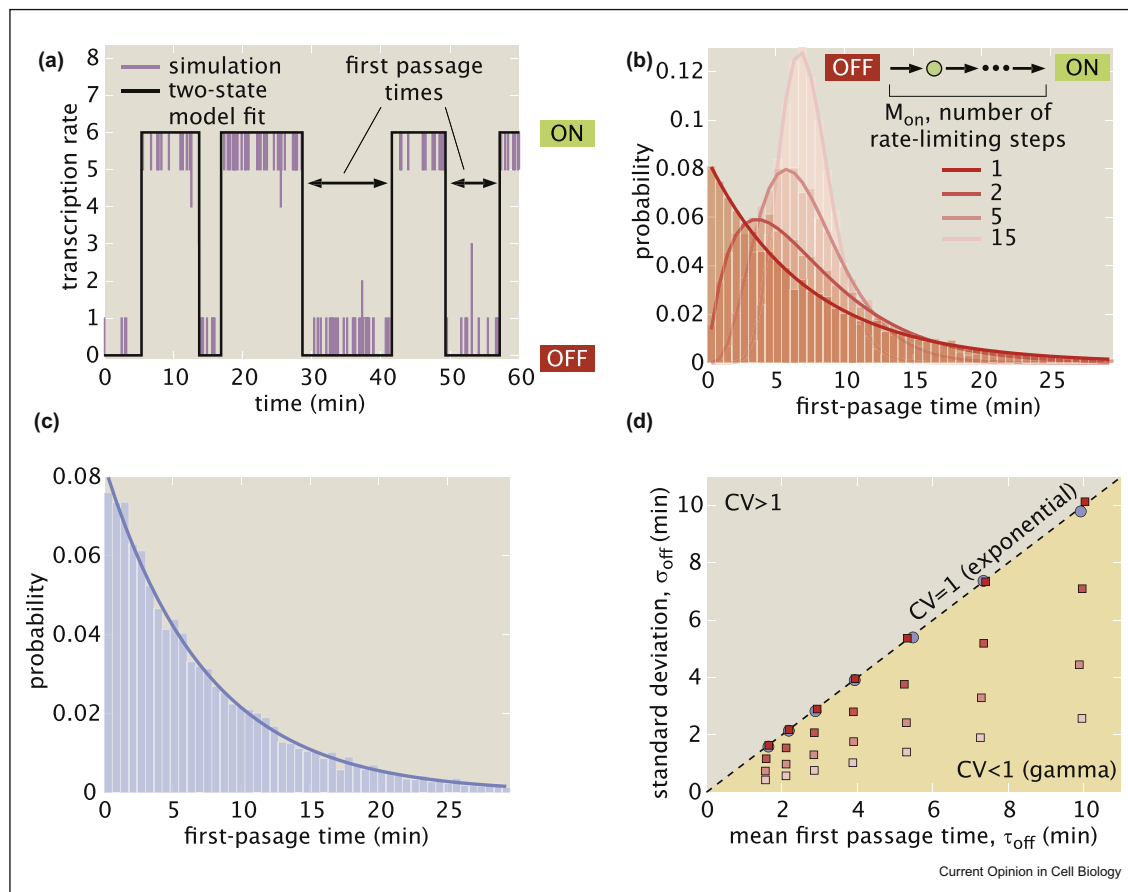 (a)
8
7
6
5
4
3
2
1
0
transcription rate
simulation
two-state
model fit
first passage
times
ON
OFF
0
10
20
30
40
50
60
time (min)
(b)
0.12
0.10
0.08
0.06
0.04
0.02
0
probability
OFF
ON
M_on, number of
rate-limiting steps
1
2
5
15
0
5
10
15
20
25
first-pasage time (min)
(c)
0.08
0.06
0.04
0.02
0
probability
0
5
10
15
20
25
first-pasage time (min)
(d)
10
8
6
4
2
0
standard deviation, σ_off (min)
CV>1
CV=1 (exponential)
CV<1 (gamma)
0
2
4
6
8
10
mean first passage time, τ_off (min)
Current Opinion in Cell Biology